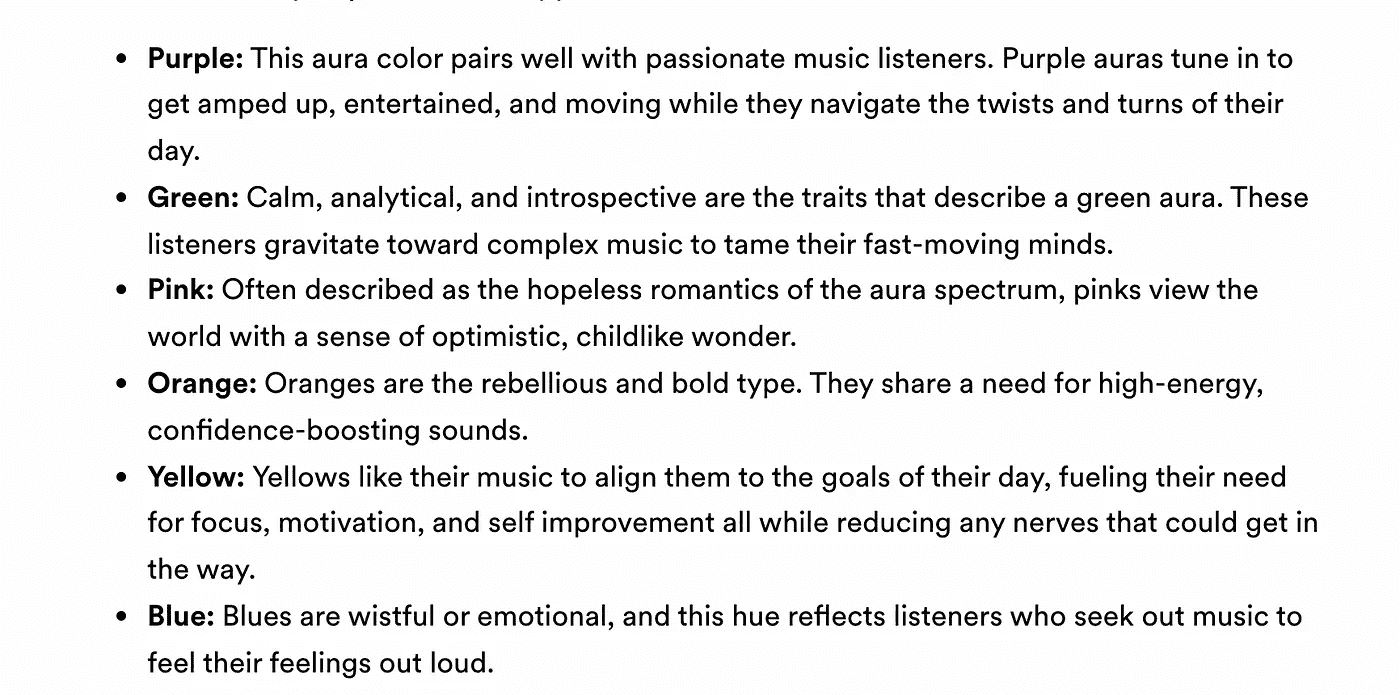 • Purple: This aura color pairs well with passionate music listeners. Purple auras tune in to
get amped up, entertained, and moving while they navigate the twists and turns of their
day.
• Green: Calm, analytical, and introspective are the traits that describe a green aura. These
listeners gravitate toward complex music to tame their fast-moving minds.
• Pink: Often described as the hopeless romantics of the aura spectrum, pinks view the
world with a sense of optimistic, childlike wonder.
• Orange: Oranges are the rebellious and bold type. They share a need for high-energy,
confidence-boosting sounds.
• Yellow: Yellows like their music to align them to the goals of their day, fueling their need
for focus, motivation, and self improvement all while reducing any nerves that could get in
the way.
• Blue: Blues are wistful or emotional, and this hue reflects listeners who seek out music to
feel their feelings out loud.